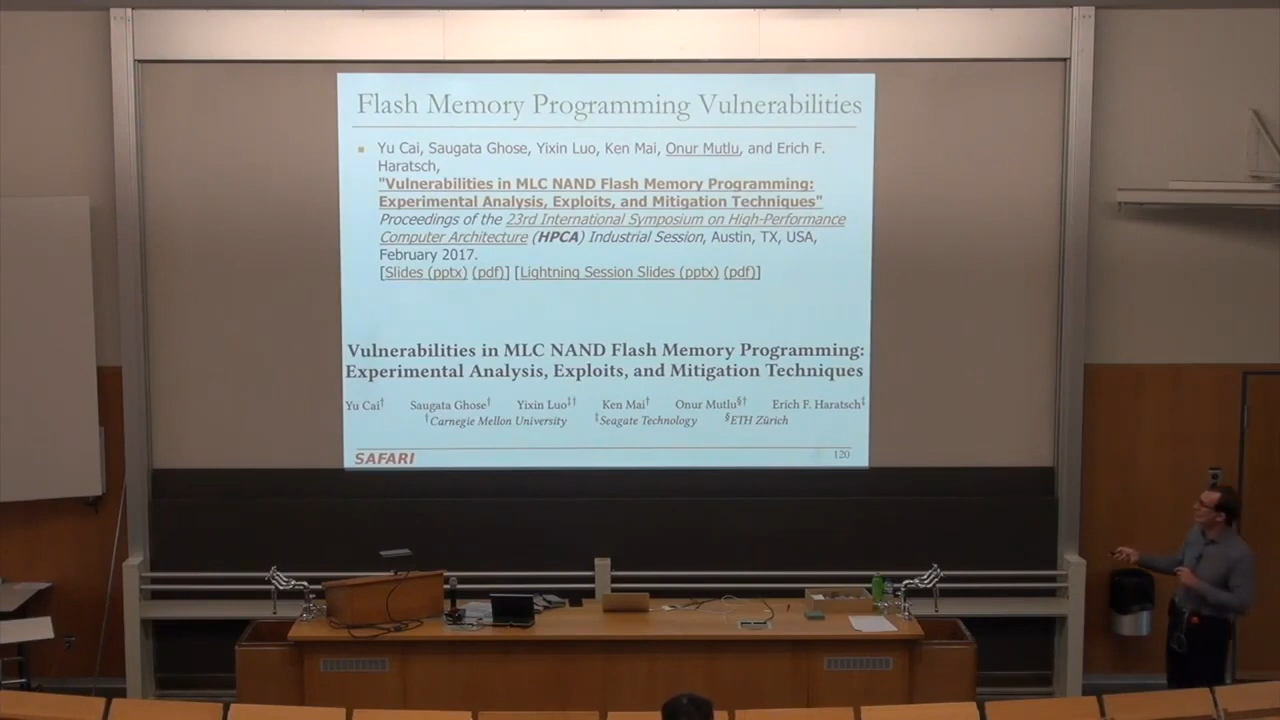 Flash Memory Programming Vulnerabilities
Yu Cai, Saugata Ghose, Yixin Luo, Ken Mai, Onur Mutlu, and Erich F.
Haratsch,
"Vulnerabilities in MLC NAND Flash Memory Programming:
Experimental Analysis, Exploits, and Mitigation Techniques"
Proceedings of the 23rd International Symposium on High-Performance
Computer Architecture (HPCA) Industrial Session, Austin, TX, USA,
February 2017.
[Slides (pptx) (pdf)] [Lightning Session Slides (pptx) (pdf)]
Vulnerabilities in MLC NAND Flash Memory Programming:
Experimental Analysis, Exploits, and Mitigation Techniques
Yu Cai† Saugata Ghose† Yixin Luo‡† Ken Mai† Onur Mutlu§† Erich F. Haratsch‡
†Carnegie Mellon University ‡Seagate Technology §ETH Zürich
SAFARI 120